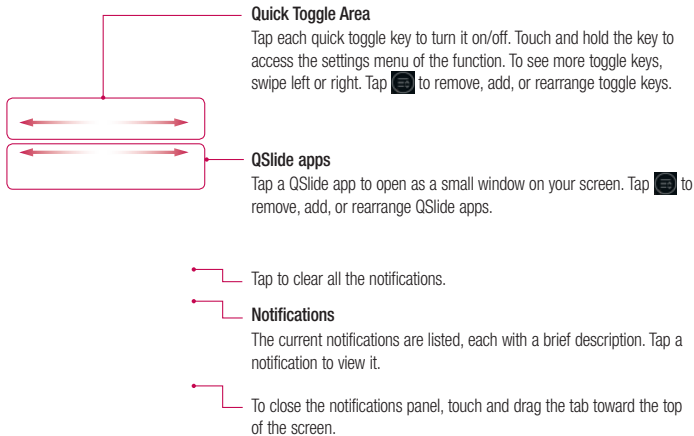 Quick Toggle Area
Tap each quick toggle key to turn it on/off. Touch and hold the key to
access the settings menu of the function. To see more toggle keys,
swipe left or right. Tap to remove, add, or rearrange toggle keys.
QSlide apps
Tap a QSlide app to open as a small window on your screen. Tap to
remove, add, or rearrange QSlide apps.
Tap to clear all the notifications.
Notifications
The current notifications are listed, each with a brief description. Tap a
notification to view it.
To close the notifications panel, touch and drag the tab toward the top
of the screen.